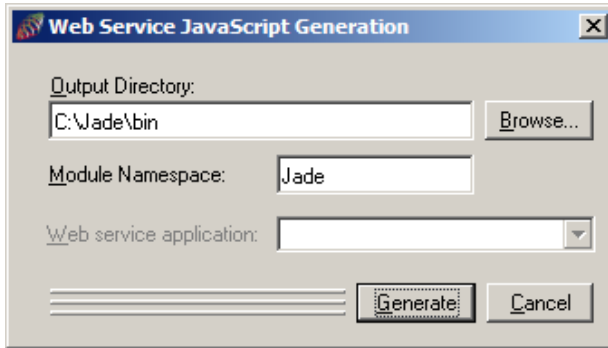 Web Service JavaScript Generation
Output Directory:
C:\Jade\bin
Browse...
Module Namespace:
Jade
Web service application:
Generate
Cancel